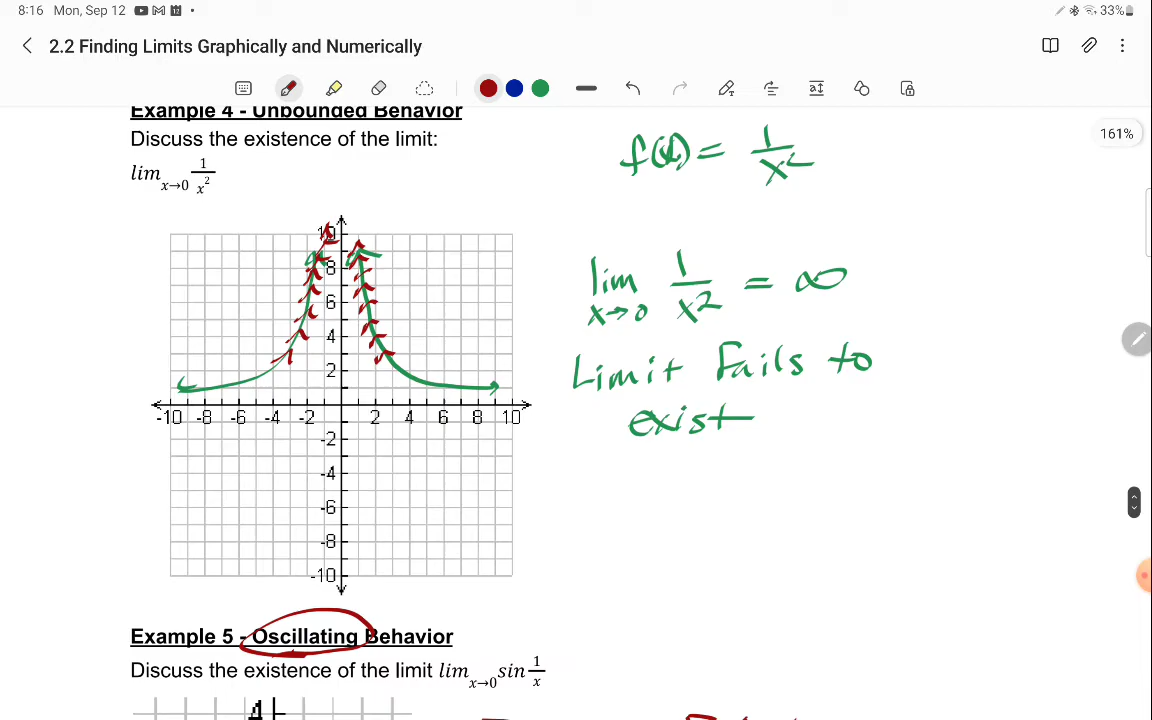 8:16 Mon, Sep 12 33%
2.2 Finding Limits Graphically and Numerically
161%
Example 4 - Unbounded Behavior
Discuss the existence of the limit:
lim x→0 1/x²
f(x) = 1/x²
lim x→0 1/x² = ∞
Limit fails to
exist
10
8
6
4
2
-10 -8 -6 -4 -2 2 4 6 8 10
-2
-4
-6
-8
-10
Example 5 - Oscillating Behavior
Discuss the existence of the limit lim x→0 sin 1/x
4